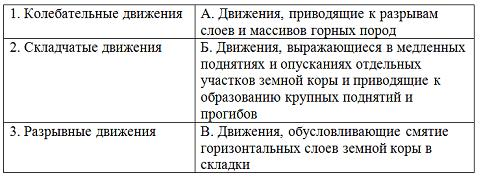 1. Колебательные движения
А. Движения, приводящие к разрывам
слоев и массивов горных пород
2. Складчатые движения
Б. Движения, выражающиеся в медленных
поднятиях и опусканиях отдельных
участков земной коры и приводящие к
образованию крупных поднятий и
прогибов
3. Разрывные движения
В. Движения, обусловливающие смятие
горизонтальных слоев земной коры в
складки